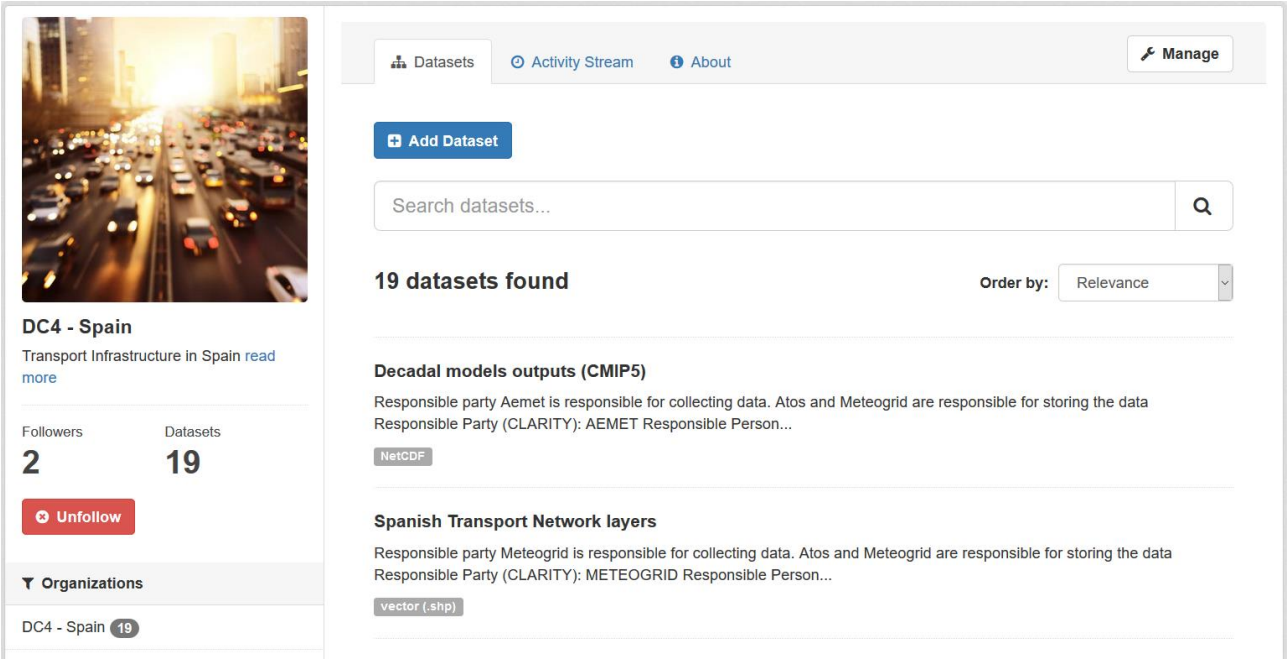 DC4 - Spain
Transport Infrastructure in Spain read
more
Followers
Datasets
2
19
Unfollow
Organizations
DC4 - Spain 19
Datasets
Activity Stream
About
Manage
Add Dataset
Search datasets...
19 datasets found
Order by:
Relevance
Decadal models outputs (CMIP5)
Responsible party Aemet is responsible for collecting data. Atos and Meteogrid are responsible for storing the data
Responsible Party (CLARITY): AEMET Responsible Person...
NetCDF
Spanish Transport Network layers
Responsible party Meteogrid is responsible for collecting data. Atos and Meteogrid are responsible for storing the data
Responsible Party (CLARITY): METEOGRID Responsible Person...
vector (.shp)